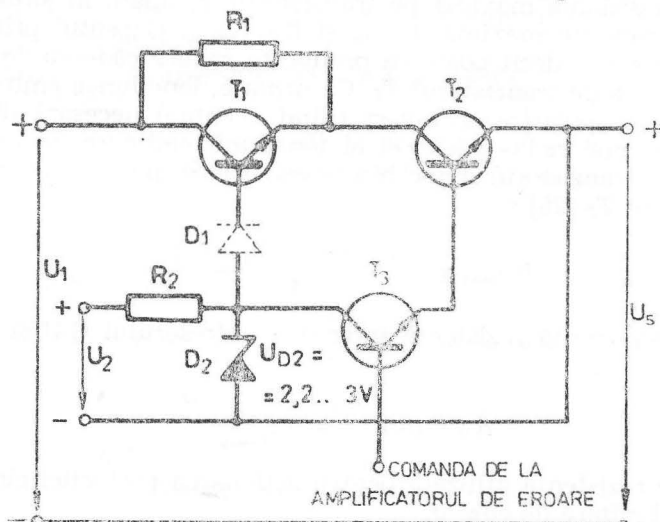 R1
T1
T2
+
+
D1
T3
U1
R2
U5
+
U2
D2
UD2 =
= 2,2.. 3V
-
COMANDA DE LA
AMPLIFICATORUL DE EROARE
-
-